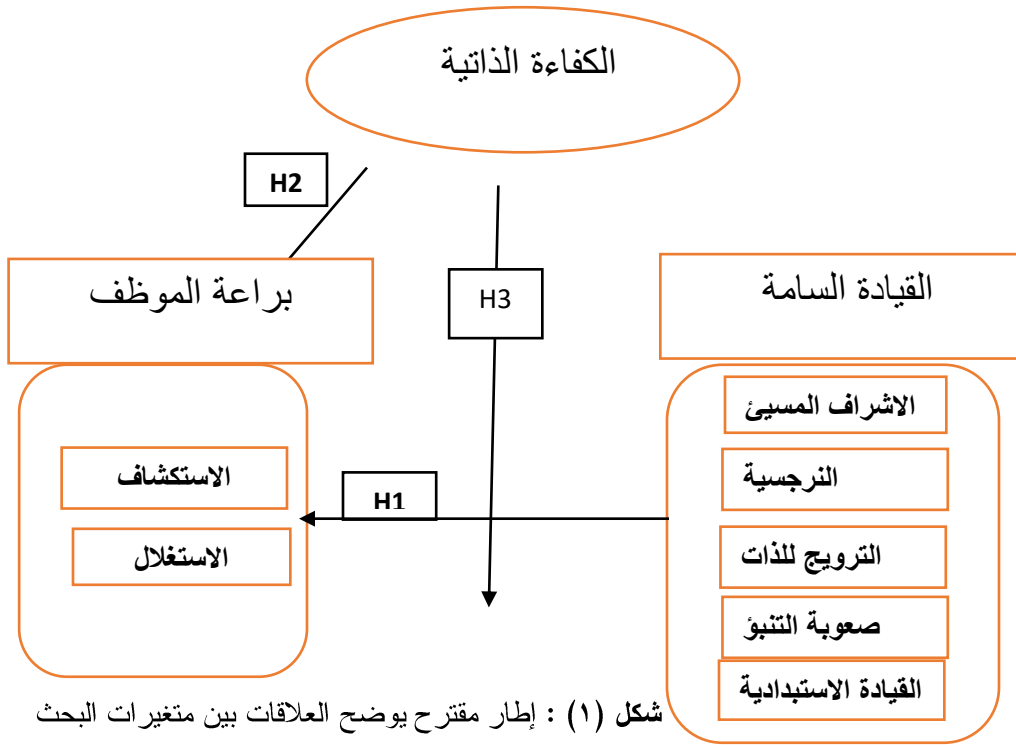 الكفاءة الذاتية
H2
القيادة السامة
H3
براعة الموظف
الاشراف المسيئ
النرجسية
الترويج للذات
صعوبة التنبؤ
القيادة الاستبدادية
H1
الاستكشاف
الاستغلال
شكل (١) : إطار مقترح يوضح العلاقات بين متغيرات البحث